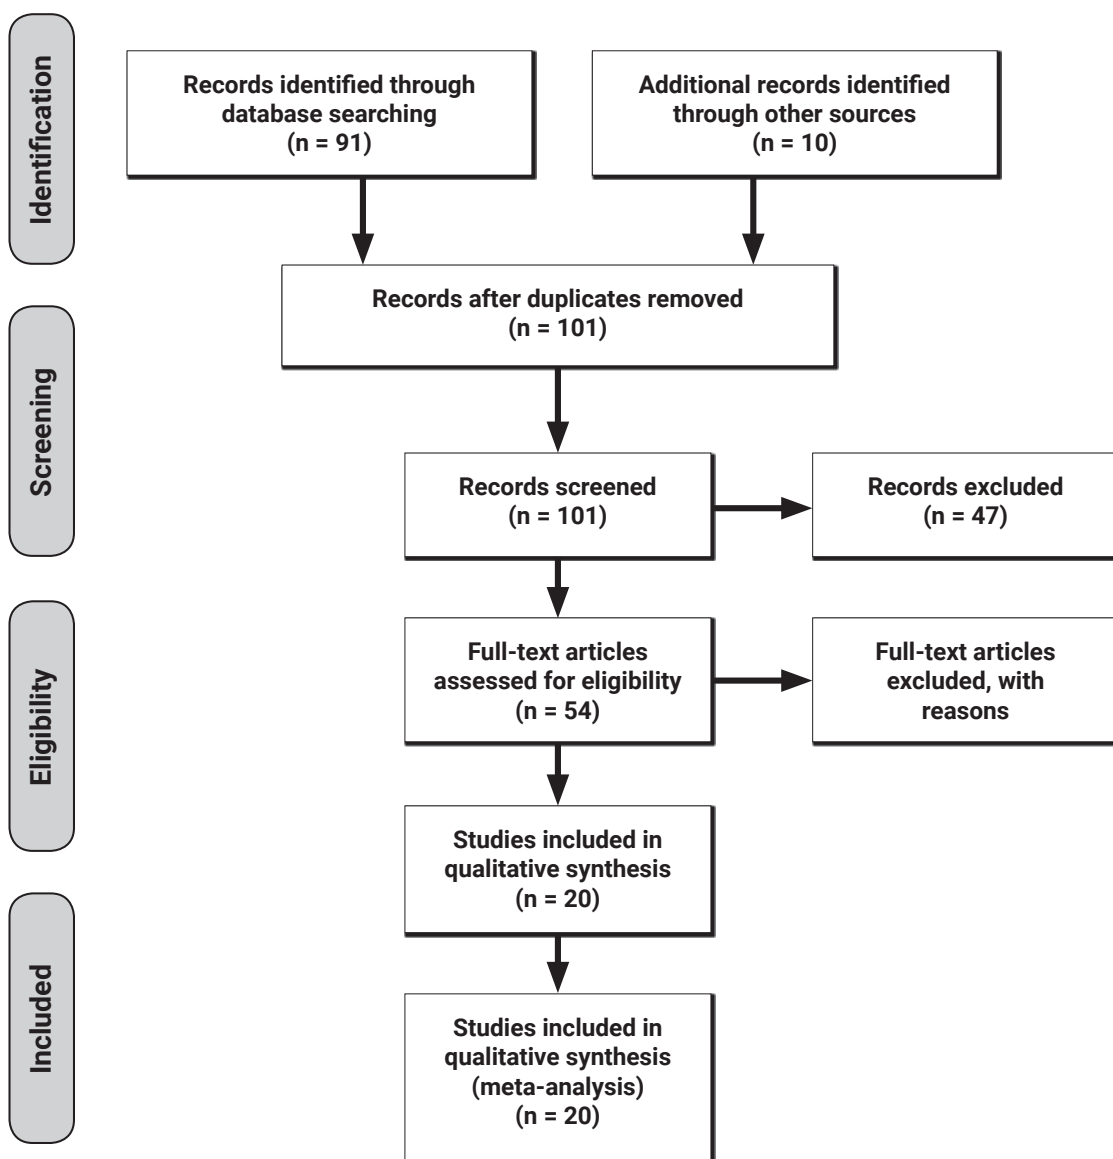 Identification
Records identified through
database searching
(n = 91)
Additional records identified
through other sources
(n = 10)
Records after duplicates removed
(n = 101)
Screening
Records screened
(n = 101)
Records excluded
(n = 47)
Eligibility
Full-text articles
assessed for eligibility
(n = 54)
Full-text articles
excluded, with
reasons
Studies included in
qualitative synthesis
(n = 20)
Included
Studies included in
qualitative synthesis
(meta-analysis)
(n = 20)